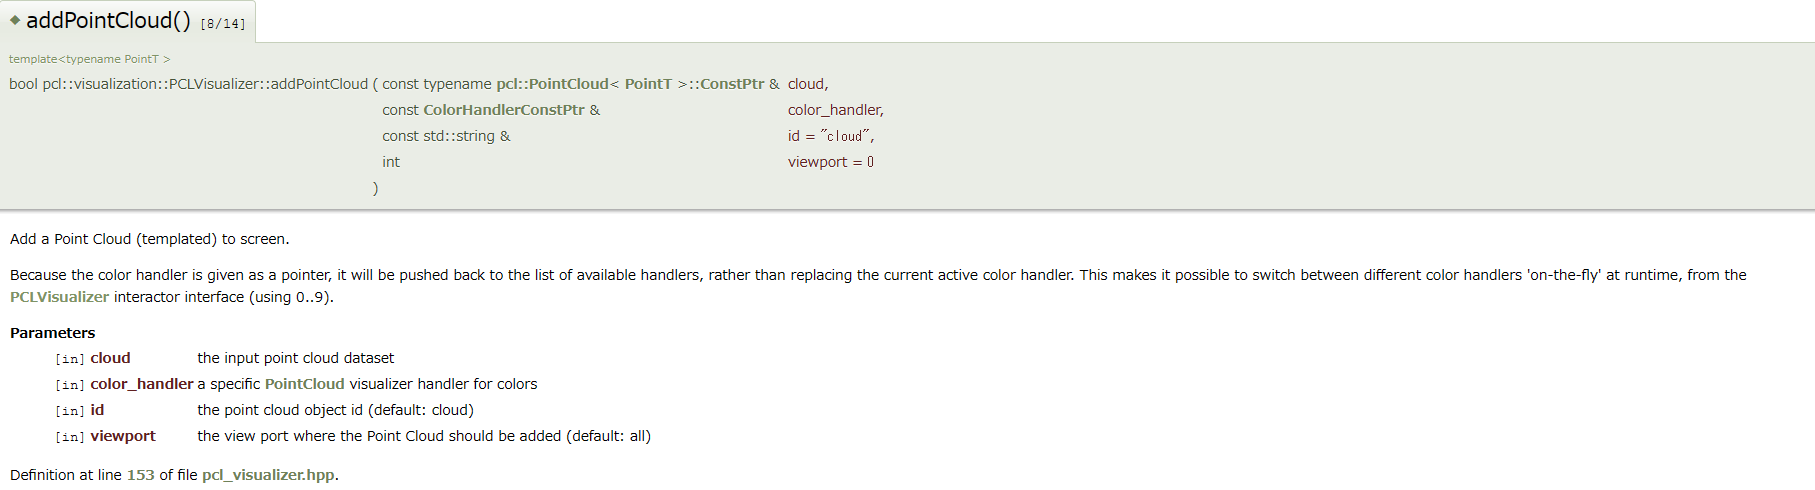 ◆ addPointCloud() [8/14]
template<typename PointT >
bool pcl::visualization::PCLVisualizer::addPointCloud ( const typename pcl::PointCloud< PointT >::ConstPtr & cloud,
const ColorHandlerConstPtr & color_handler,
const std::string & id = "cloud",
int viewport = 0
)
Add a Point Cloud (templated) to screen.
Because the color handler is given as a pointer, it will be pushed back to the list of available handlers, rather than replacing the current active color handler. This makes it possible to switch between different color handlers 'on-the-fly' at runtime, from the
PCLVisualizer interactor interface (using 0..9).
Parameters
[in] cloud the input point cloud dataset
[in] color_handler a specific PointCloud visualizer handler for colors
[in] id the point cloud object id (default: cloud)
[in] viewport the view port where the Point Cloud should be added (default: all)
Definition at line 153 of file pcl_visualizer.hpp.